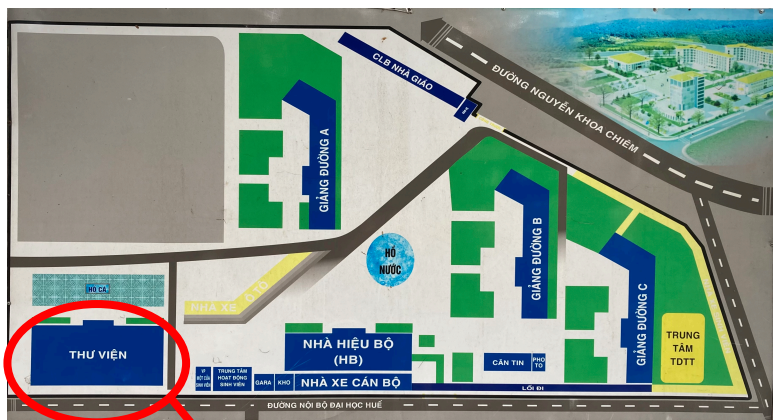 CLB NHÀ GIÁO
ĐƯỜNG NGUYỄN KHOA CHIÊM
GIẢNG ĐƯỜNG A
GIẢNG ĐƯỜNG B
GIẢNG ĐƯỜNG C
HỒ
NƯỚC
NHÀ XE Ô TÔ
HỒ CÁ
THƯ VIỆN
NHÀ HIỆU BỘ
(HB)
TRUNG
TÂM
TDTT
CĂN TIN
PHO
TO
TRUNG TÂM
HOẠT ĐỘNG
SINH VIÊN
GARA
KHO
NHÀ XE CÁN BỘ
LỐI ĐI
ĐƯỜNG NỘI BỘ ĐẠI HỌC HUẾ